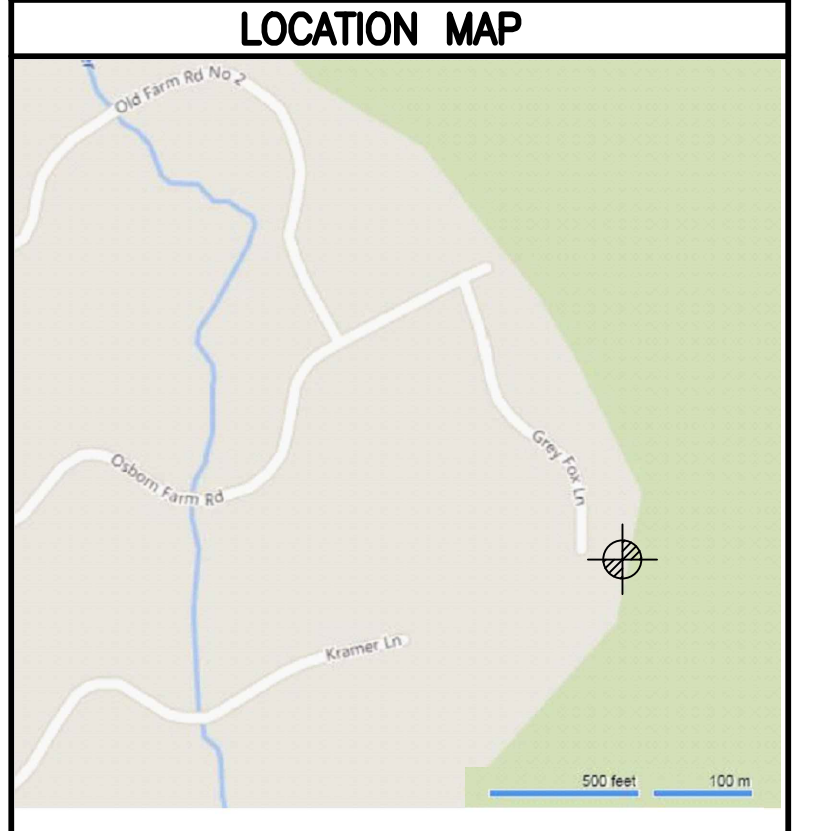 LOCATION MAP
Old Farm Rd No 2
Grey Fox Ln
Osborn Farm Rd
Kramer Ln
500 feet 100 m